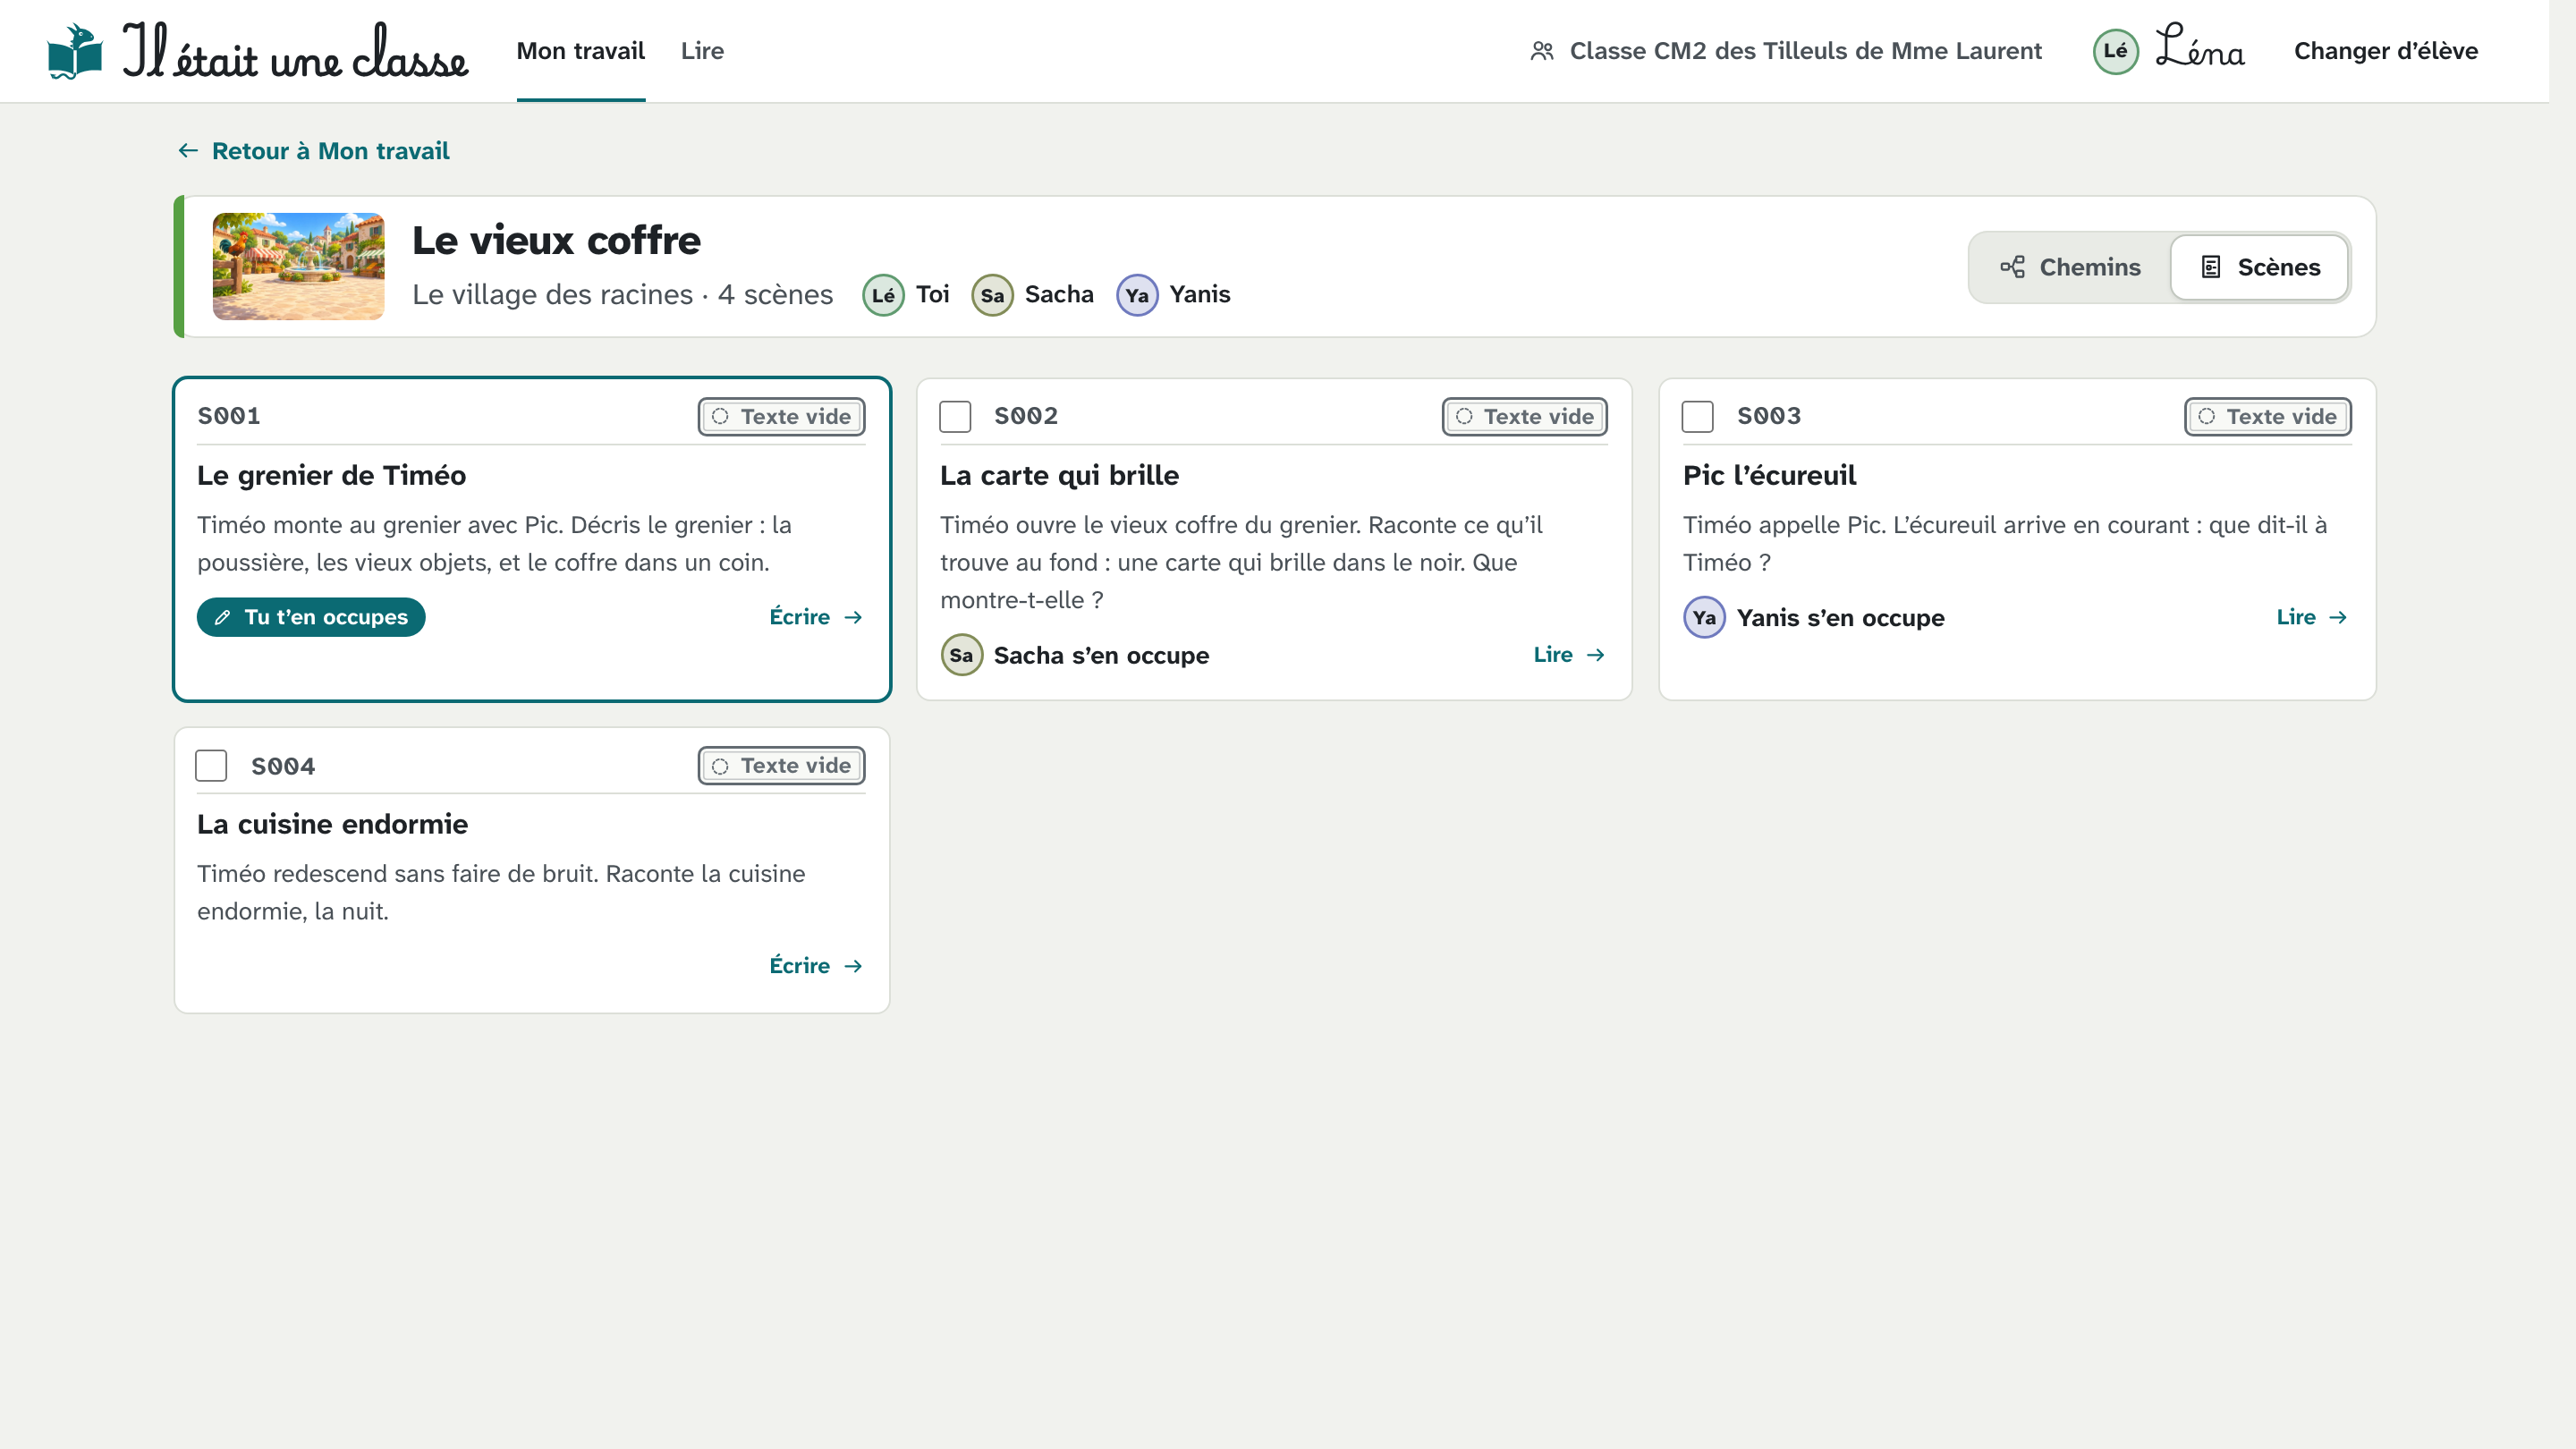 Il était une classe
Mon travail
Lire
Classe CM2 des Tilleuls de Mme Laurent
Lé
Léna
Changer d’élève
← Retour à Mon travail
Le vieux coffre
Le village des racines · 4 scènes
Lé Toi
Sa Sacha
Ya Yanis
Chemins
Scènes
S001
Texte vide
Le grenier de Timéo
Timéo monte au grenier avec Pic. Décris le grenier : la
poussière, les vieux objets, et le coffre dans un coin.
Tu t’en occupes
Écrire →
S002
Texte vide
La carte qui brille
Timéo ouvre le vieux coffre du grenier. Raconte ce qu’il
trouve au fond : une carte qui brille dans le noir. Que
montre-t-elle ?
Sa Sacha s’en occupe
Lire →
S003
Texte vide
Pic l’écureuil
Timéo appelle Pic. L’écureuil arrive en courant : que dit-il à
Timéo ?
Ya Yanis s’en occupe
Lire →
S004
Texte vide
La cuisine endormie
Timéo redescend sans faire de bruit. Raconte la cuisine
endormie, la nuit.
Écrire →